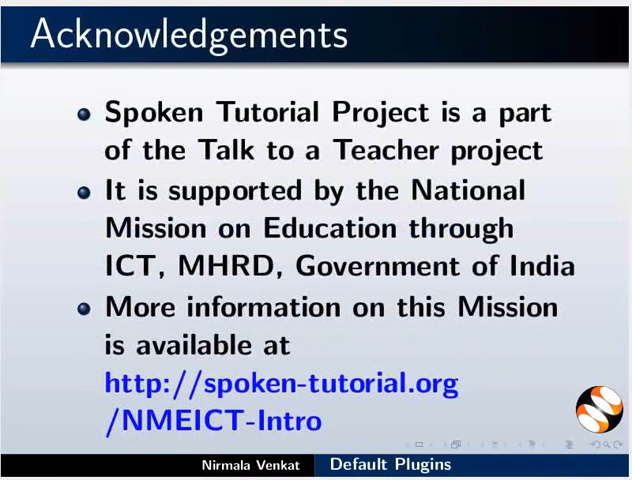 Acknowledgements
Spoken Tutorial Project is a part
of the Talk to a Teacher project
It is supported by the National
Mission on Education through
ICT, MHRD, Government of India
More information on this Mission
is available at
http://spoken-tutorial.org
/NMEICT-Intro
Nirmala Venkat
Default Plugins